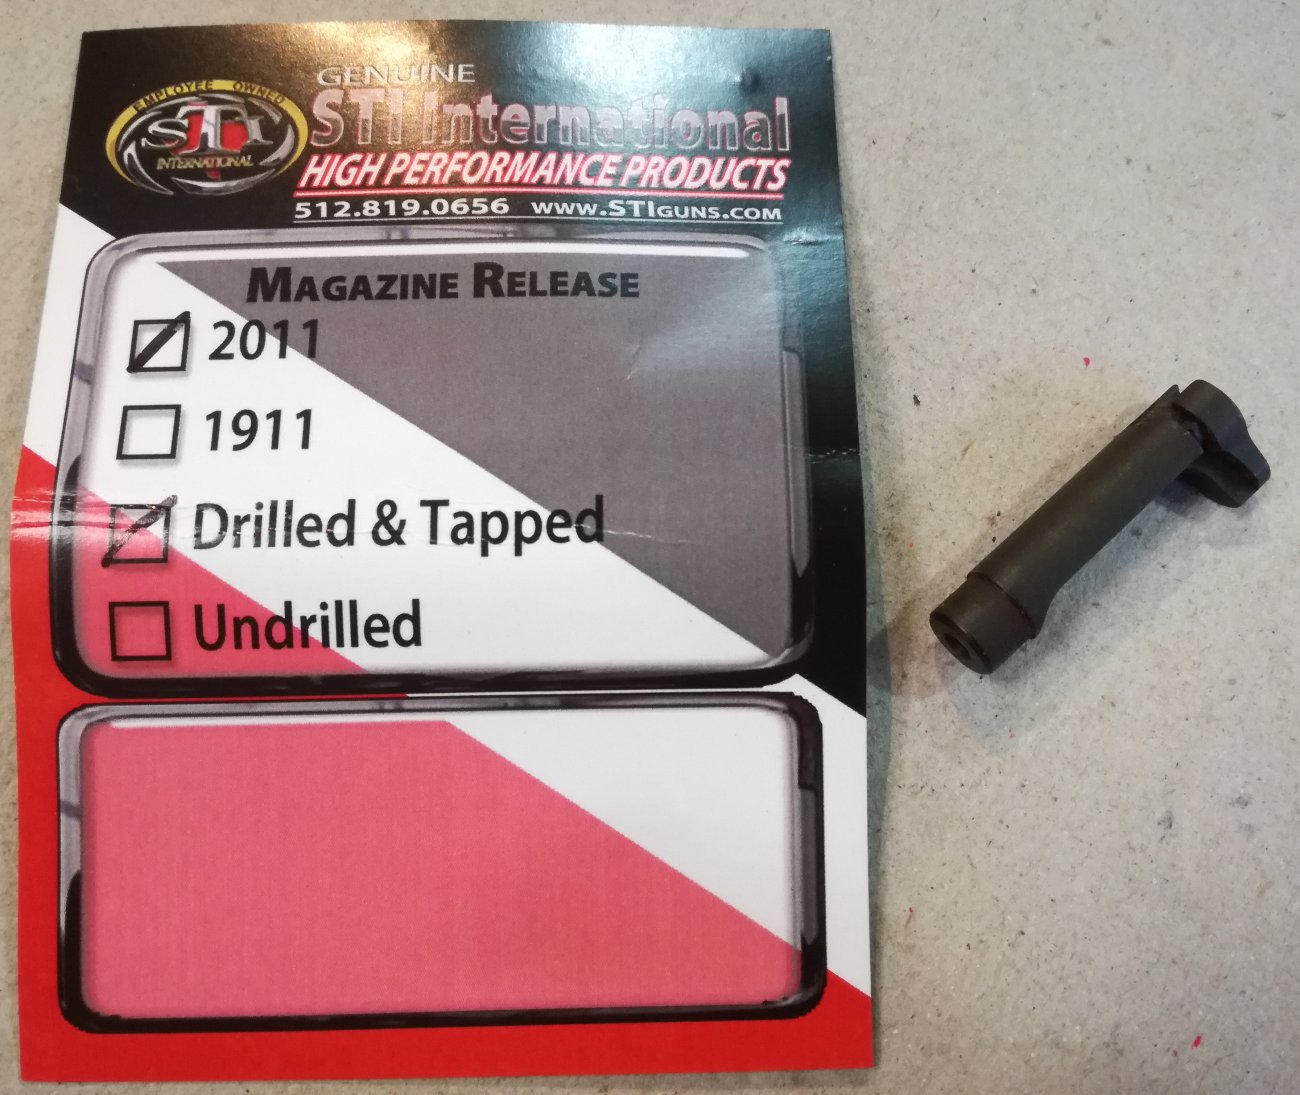 EMPLOYEE OWNED
STI
INTERNATIONAL
GENUINE
STI International
HIGH PERFORMANCE PRODUCTS
512.819.0656 WWW.STIGUNS.COM
MAGAZINE RELEASE
2011
1911
Drilled & Tapped
Undrilled